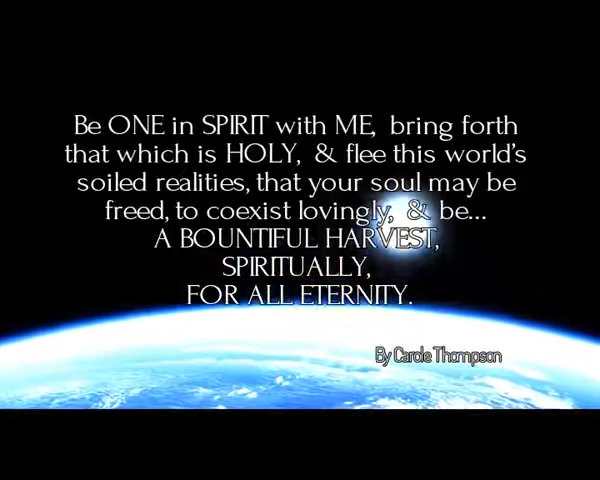 Be ONE in SPIRIT with ME, bring forth
that which is HOLY, & flee this world's
soiled realities, that your soul may be
freed, to coexist lovingly, & be...
A BOUNTIFUL HARVEST,
SPIRITUALLY,
FOR ALL ETERNITY.
By Carole Thompson